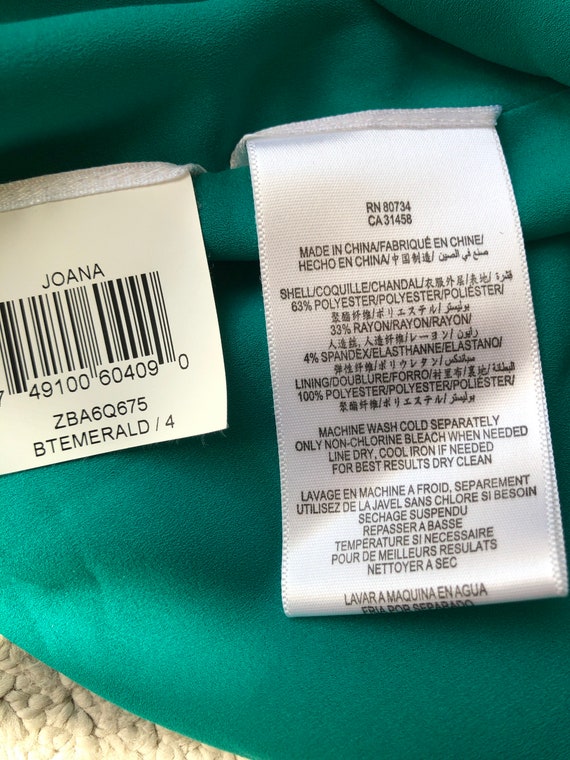 JOANA
7 49100 60409 0
ZBA6Q675
BTEMERALD / 4
RN 80734
CA 31458
MADE IN CHINA/FABRIQUÉ EN CHINE/
HECHO EN CHINA/中国制造/صنع في الصين
SHELL/COQUILLE/CHANDAL/衣服外层/表地/قشرة
63% POLYESTER/POLYESTER/POLIÉSTER/
聚酯纤维/ポリエステル/بوليستر
33% RAYON/RAYON/RAYON/
人造丝, 人造纤维/レーヨン/رايون
4% SPANDEX/ELASTHANNE/ELASTANO/
弹性纤维/ポリウレタン/سباندكس
LINING/DOUBLURE/FORRO/衬里布/裏地/البطانة
100% POLYESTER/POLYESTER/POLIÉSTER/
聚酯纤维/ポリエステル/بوليستر
MACHINE WASH COLD SEPARATELY
ONLY NON-CHLORINE BLEACH WHEN NEEDED
LINE DRY, COOL IRON IF NEEDED
FOR BEST RESULTS DRY CLEAN
LAVAGE EN MACHINE A FROID, SEPAREMENT
UTILISEZ DE LA JAVEL SANS CHLORE SI BESOIN
SECHAGE SUSPENDU
REPASSER A BASSE
TEMPERATURE SI NECESSAIRE
POUR DE MEILLEURS RESULATS
NETTOYER A SEC
LAVAR A MAQUINA EN AGUA
FRIA POR SEPARADO